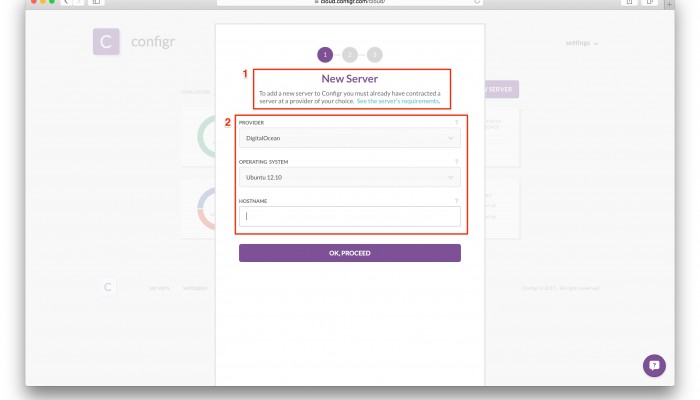 cloud.configr.com/cloud/
C configr
settings
1 2 3
1
New Server
To add a new server to Configr you must already have contracted
a server at a provider of your choice. See the server's requirements.
SERVER
2
PROVIDER ?
DigitalOcean
OPERATING SYSTEM ?
Ubuntu 12.10
HOSTNAME ?
OK, PROCEED
C